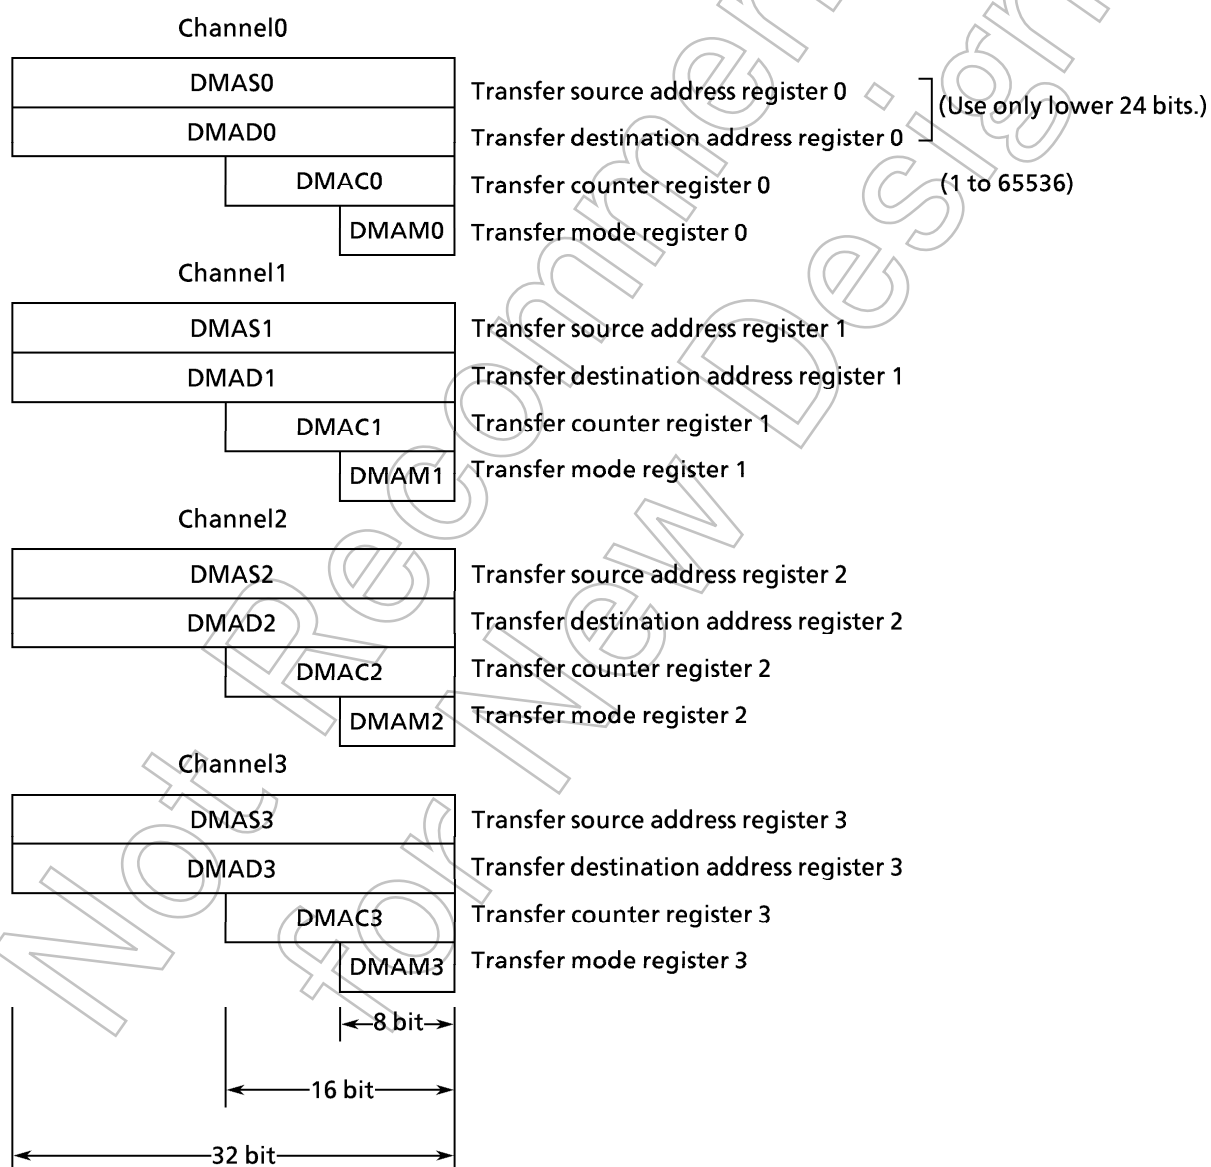 Channel0
DMAS0 Transfer source address register 0
(Use only lower 24 bits.)
DMAD0 Transfer destination address register 0
DMAC0 Transfer counter register 0 (1 to 65536)
DMAM0 Transfer mode register 0
Channel1
DMAS1 Transfer source address register 1
DMAD1 Transfer destination address register 1
DMAC1 Transfer counter register 1
DMAM1 Transfer mode register 1
Channel2
DMAS2 Transfer source address register 2
DMAD2 Transfer destination address register 2
DMAC2 Transfer counter register 2
DMAM2 Transfer mode register 2
Channel3
DMAS3 Transfer source address register 3
DMAD3 Transfer destination address register 3
DMAC3 Transfer counter register 3
DMAM3 Transfer mode register 3
8 bit
16 bit
32 bit
Not Recommen
for New Design